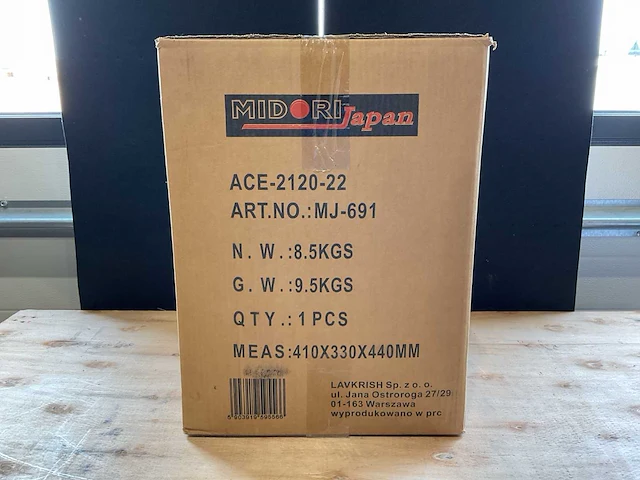 MIDORI Japan
ACE-2120-22
ART.NO.:MJ-691
N. W.:8.5KGS
G. W.:9.5KGS
QTY.: 1PCS
MEAS:410X330X440MM
LAVKRISH Sp. z o. o.
ul. Jana Ostroroga 27/29
01-163 Warszawa
wyprodukowano w prc